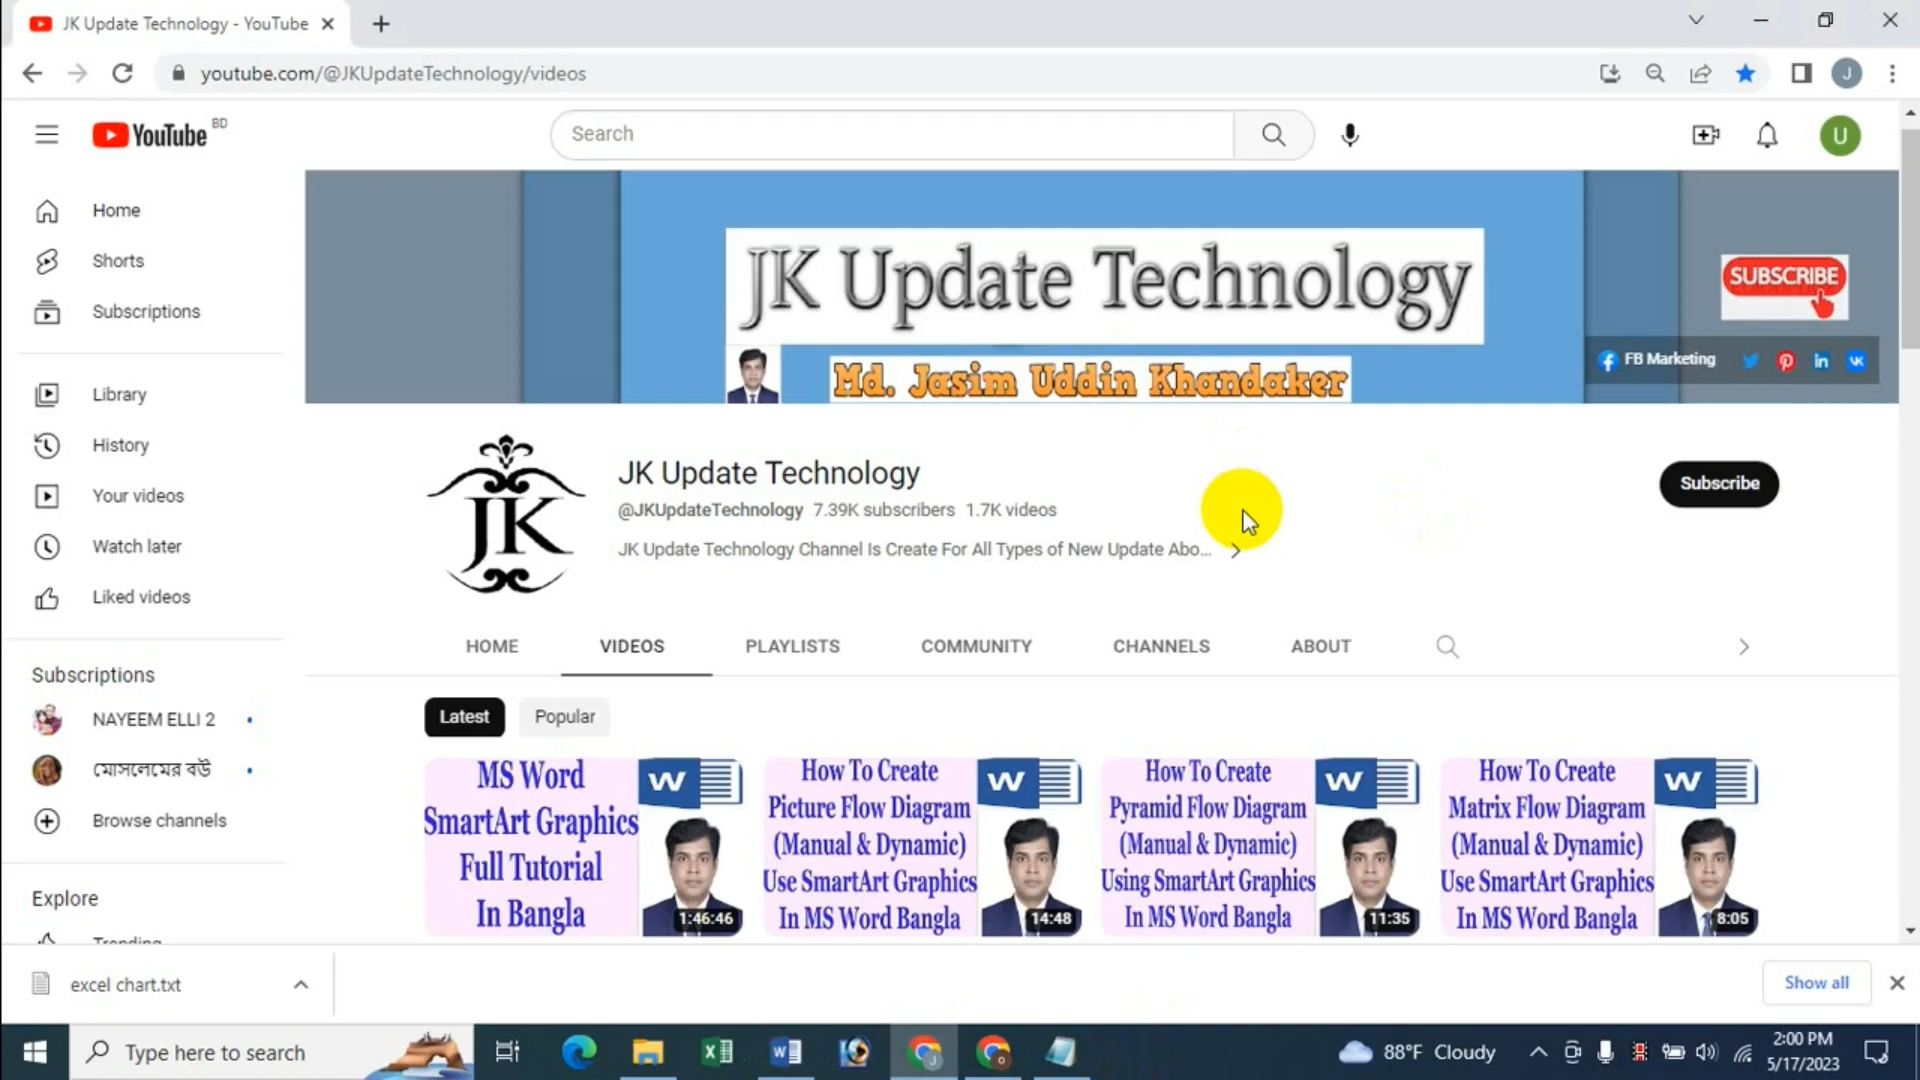 JK Update Technology - YouTube
youtube.com/@JKUpdateTechnology/videos
J
YouTube BD
Search
U
Home
Shorts
Subscriptions
Library
History
Your videos
Watch later
Liked videos
Subscriptions
NAYEEM ELLI 2
মোসলেমের বউ
Browse channels
Explore
Trending
JK Update Technology
Md. Jasim Uddin Khandaker
SUBSCRIBE
FB Marketing
JK
JK Update Technology
@JKUpdateTechnology 7.39K subscribers 1.7K videos
JK Update Technology Channel Is Create For All Types of New Update Abo...
Subscribe
HOME VIDEOS PLAYLISTS COMMUNITY CHANNELS ABOUT
Latest Popular
MS Word
SmartArt Graphics
Full Tutorial
In Bangla
W
1:46:46
How To Create
Picture Flow Diagram
(Manual & Dynamic)
Use SmartArt Graphics
In MS Word Bangla
W
14:48
How To Create
Pyramid Flow Diagram
(Manual & Dynamic)
Using SmartArt Graphics
In MS Word Bangla
W
11:35
How To Create
Matrix Flow Diagram
(Manual & Dynamic)
Use SmartArt Graphics
In MS Word Bangla
W
8:05
excel chart.txt
Show all
Type here to search
88°F Cloudy
2:00 PM
5/17/2023